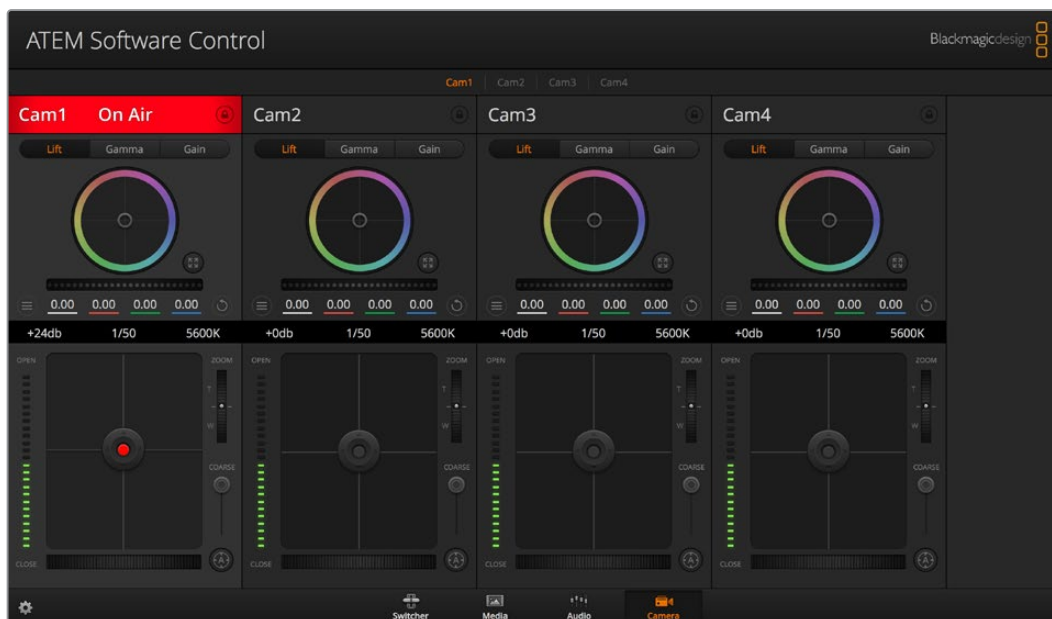 ATEM Software Control
Blackmagicdesign
Cam1 Cam2 Cam3 Cam4
Cam1 On Air
Lift Gamma Gain
0.00 0.00 0.00 0.00
+24db 1/50 5600K
OPEN
ZOOM
T
W
COARSE
A
CLOSE
Cam2
Lift Gamma Gain
0.00 0.00 0.00 0.00
+0db 1/50 5600K
OPEN
ZOOM
T
W
COARSE
A
CLOSE
Cam3
Lift Gamma Gain
0.00 0.00 0.00 0.00
+0db 1/50 5600K
OPEN
ZOOM
T
W
COARSE
A
CLOSE
Cam4
Lift Gamma Gain
0.00 0.00 0.00 0.00
+0db 1/50 5600K
OPEN
ZOOM
T
W
COARSE
A
CLOSE
Switcher Media Audio Camera